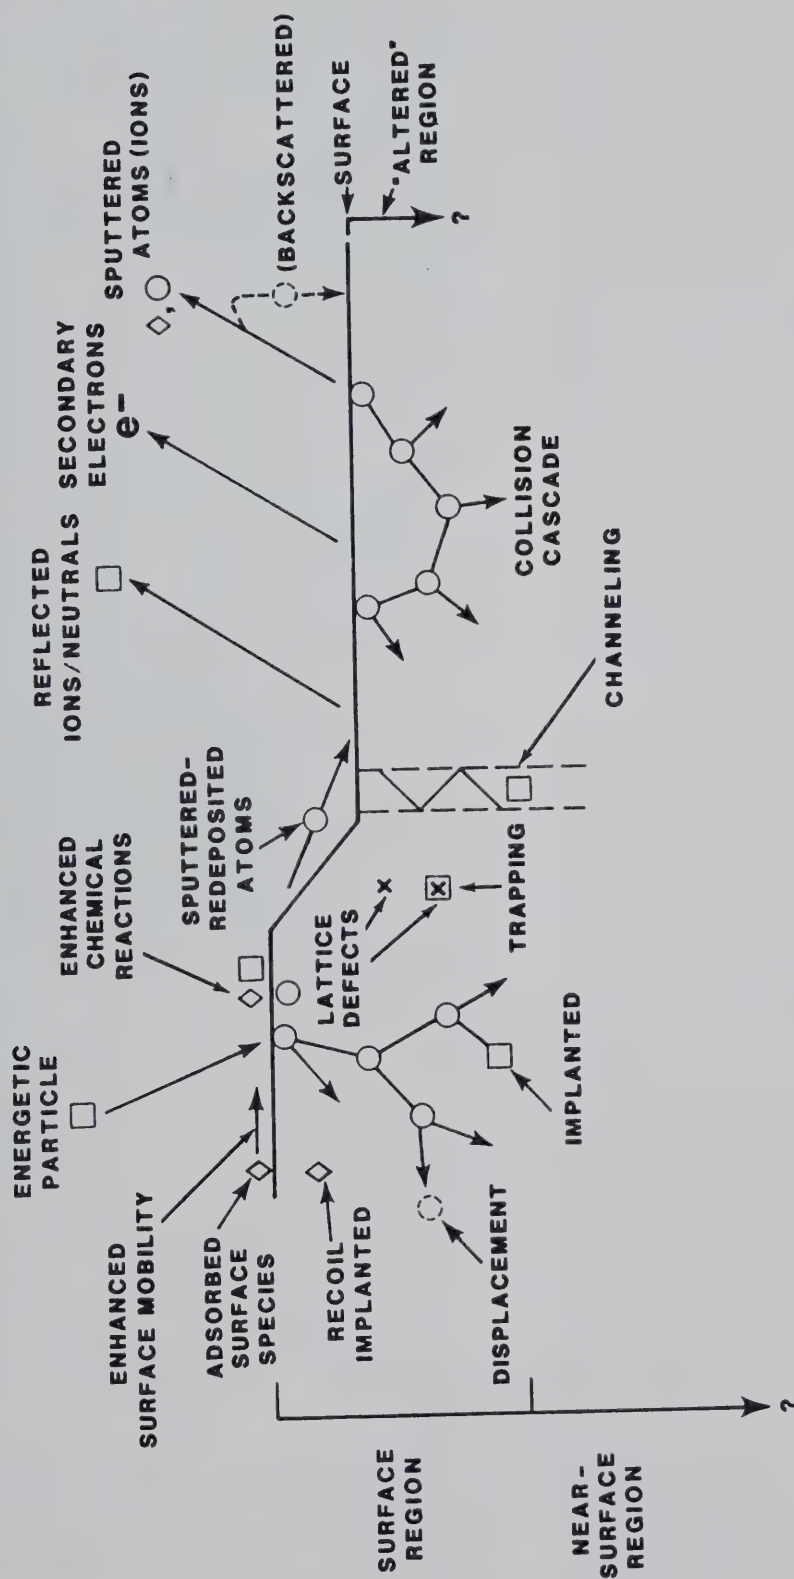 ENERGETIC
PARTICLE
ENHANCED
CHEMICAL
REACTIONS
REFLECTED
IONS/NEUTRALS
SECONDARY
ELECTRONS
e−
SPUTTERED
ATOMS (IONS)
,
ENHANCED
SURFACE MOBILITY
ADSORBED
SURFACE
SPECIES
SPUTTERED-
REDEPOSITED
ATOMS
(BACKSCATTERED)
SURFACE
"ALTERED"
REGION
?
RECOIL
IMPLANTED
LATTICE
DEFECTS
x
x
DISPLACEMENT
IMPLANTED
TRAPPING
CHANNELING
COLLISION
CASCADE
SURFACE
REGION
NEAR-
SURFACE
REGION
?